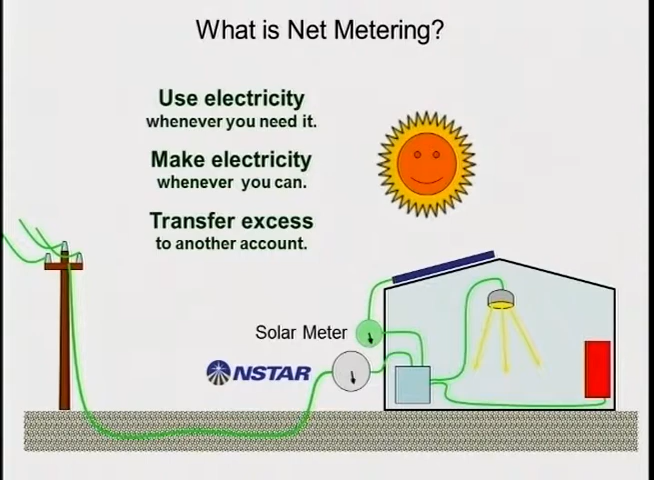 What is Net Metering?
Use electricity
whenever you need it.
Make electricity
whenever you can.
Transfer excess
to another account.
Solar Meter
NSTAR